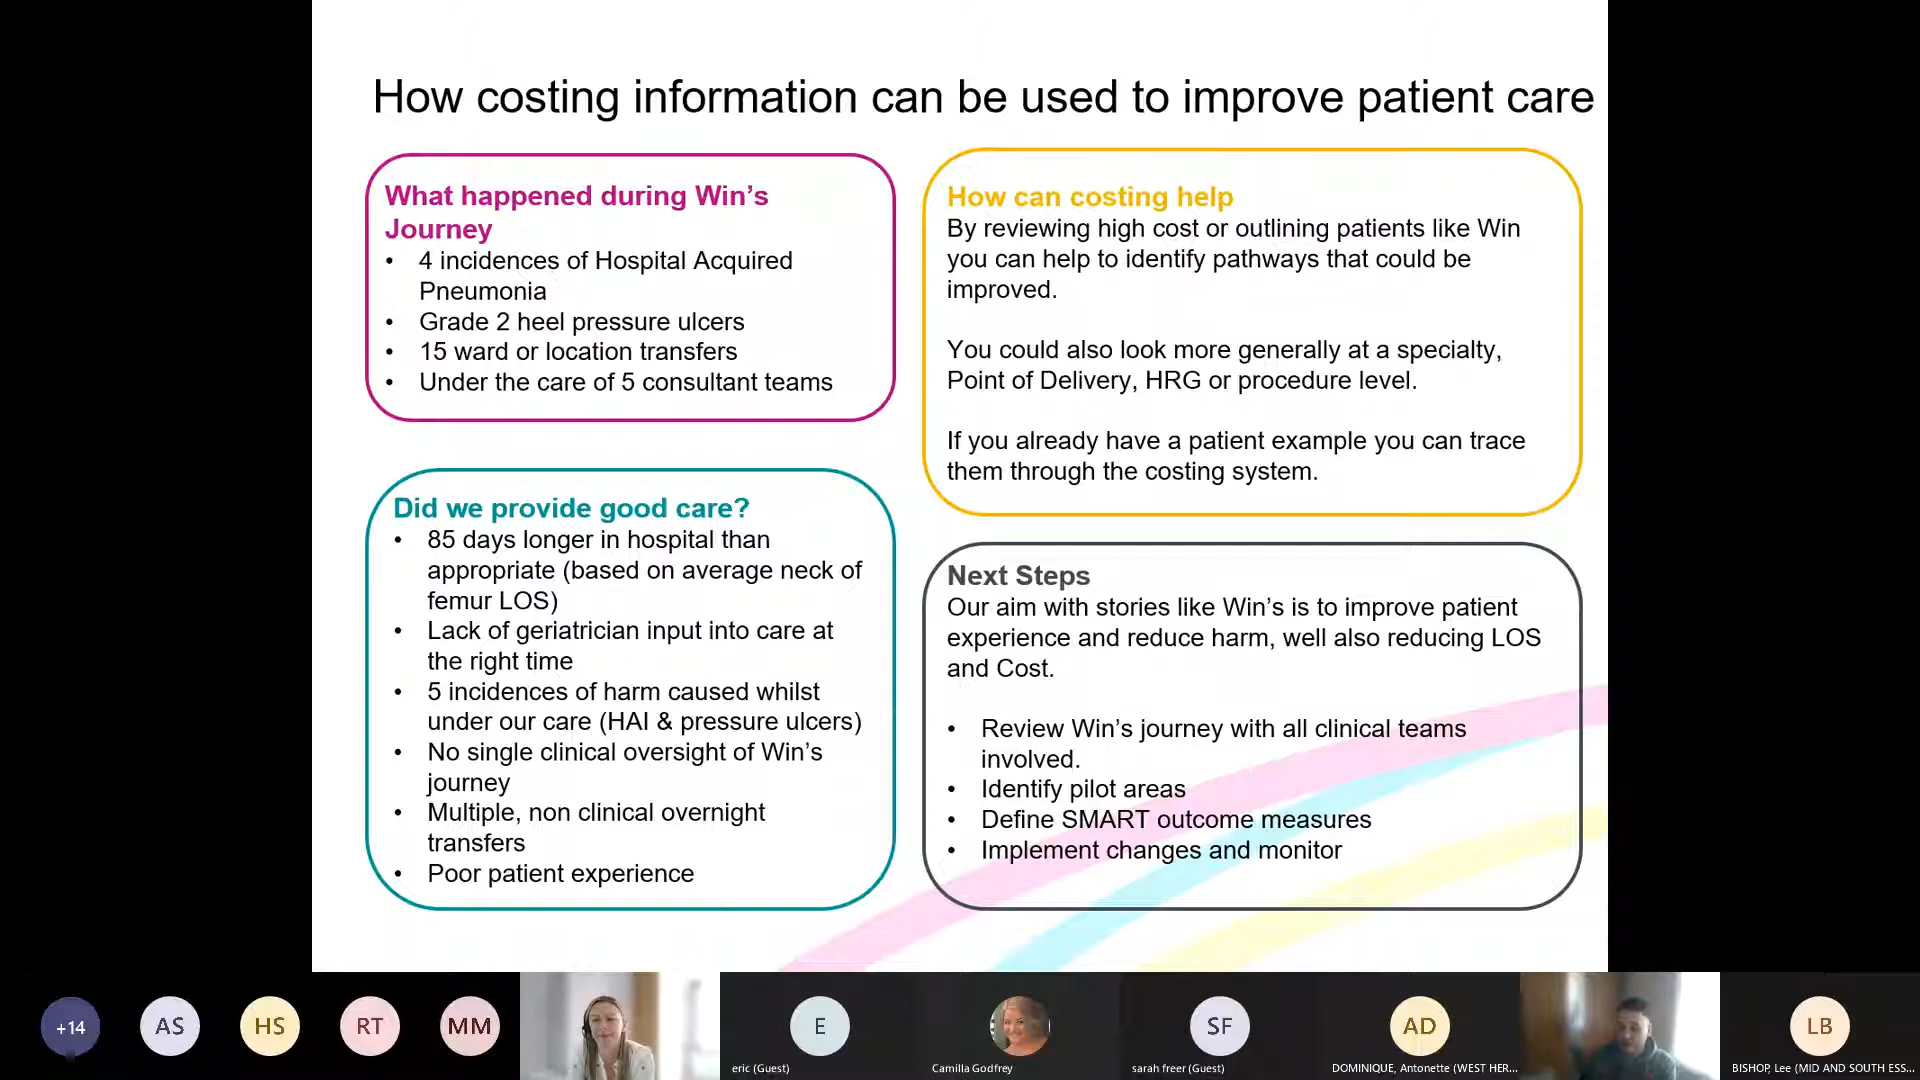 How costing information can be used to improve patient care
What happened during Win’s
Journey
• 4 incidences of Hospital Acquired
Pneumonia
• Grade 2 heel pressure ulcers
• 15 ward or location transfers
• Under the care of 5 consultant teams
Did we provide good care?
• 85 days longer in hospital than
appropriate (based on average neck of
femur LOS)
• Lack of geriatrician input into care at
the right time
• 5 incidences of harm caused whilst
under our care (HAI & pressure ulcers)
• No single clinical oversight of Win’s
journey
• Multiple, non clinical overnight
transfers
• Poor patient experience
How can costing help
By reviewing high cost or outlining patients like Win
you can help to identify pathways that could be
improved.
You could also look more generally at a specialty,
Point of Delivery, HRG or procedure level.
If you already have a patient example you can trace
them through the costing system.
Next Steps
Our aim with stories like Win’s is to improve patient
experience and reduce harm, well also reducing LOS
and Cost.
• Review Win’s journey with all clinical teams
involved.
• Identify pilot areas
• Define SMART outcome measures
• Implement changes and monitor
+14
AS
HS
RT
MM
E
eric (Guest)
Camilla Godfrey
SF
sarah freer (Guest)
AD
DOMINIQUE, Antonette (WEST HER...
LB
BISHOP, Lee (MID AND SOUTH ESS...